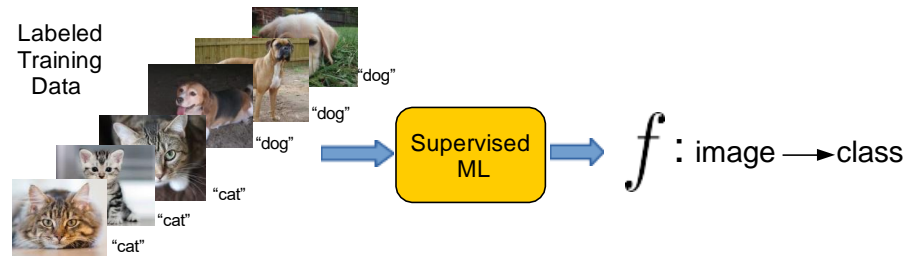 Labeled
Training
Data
“dog”
“dog”
“dog”
“cat”
“cat”
“cat”
Supervised
ML
f : image class